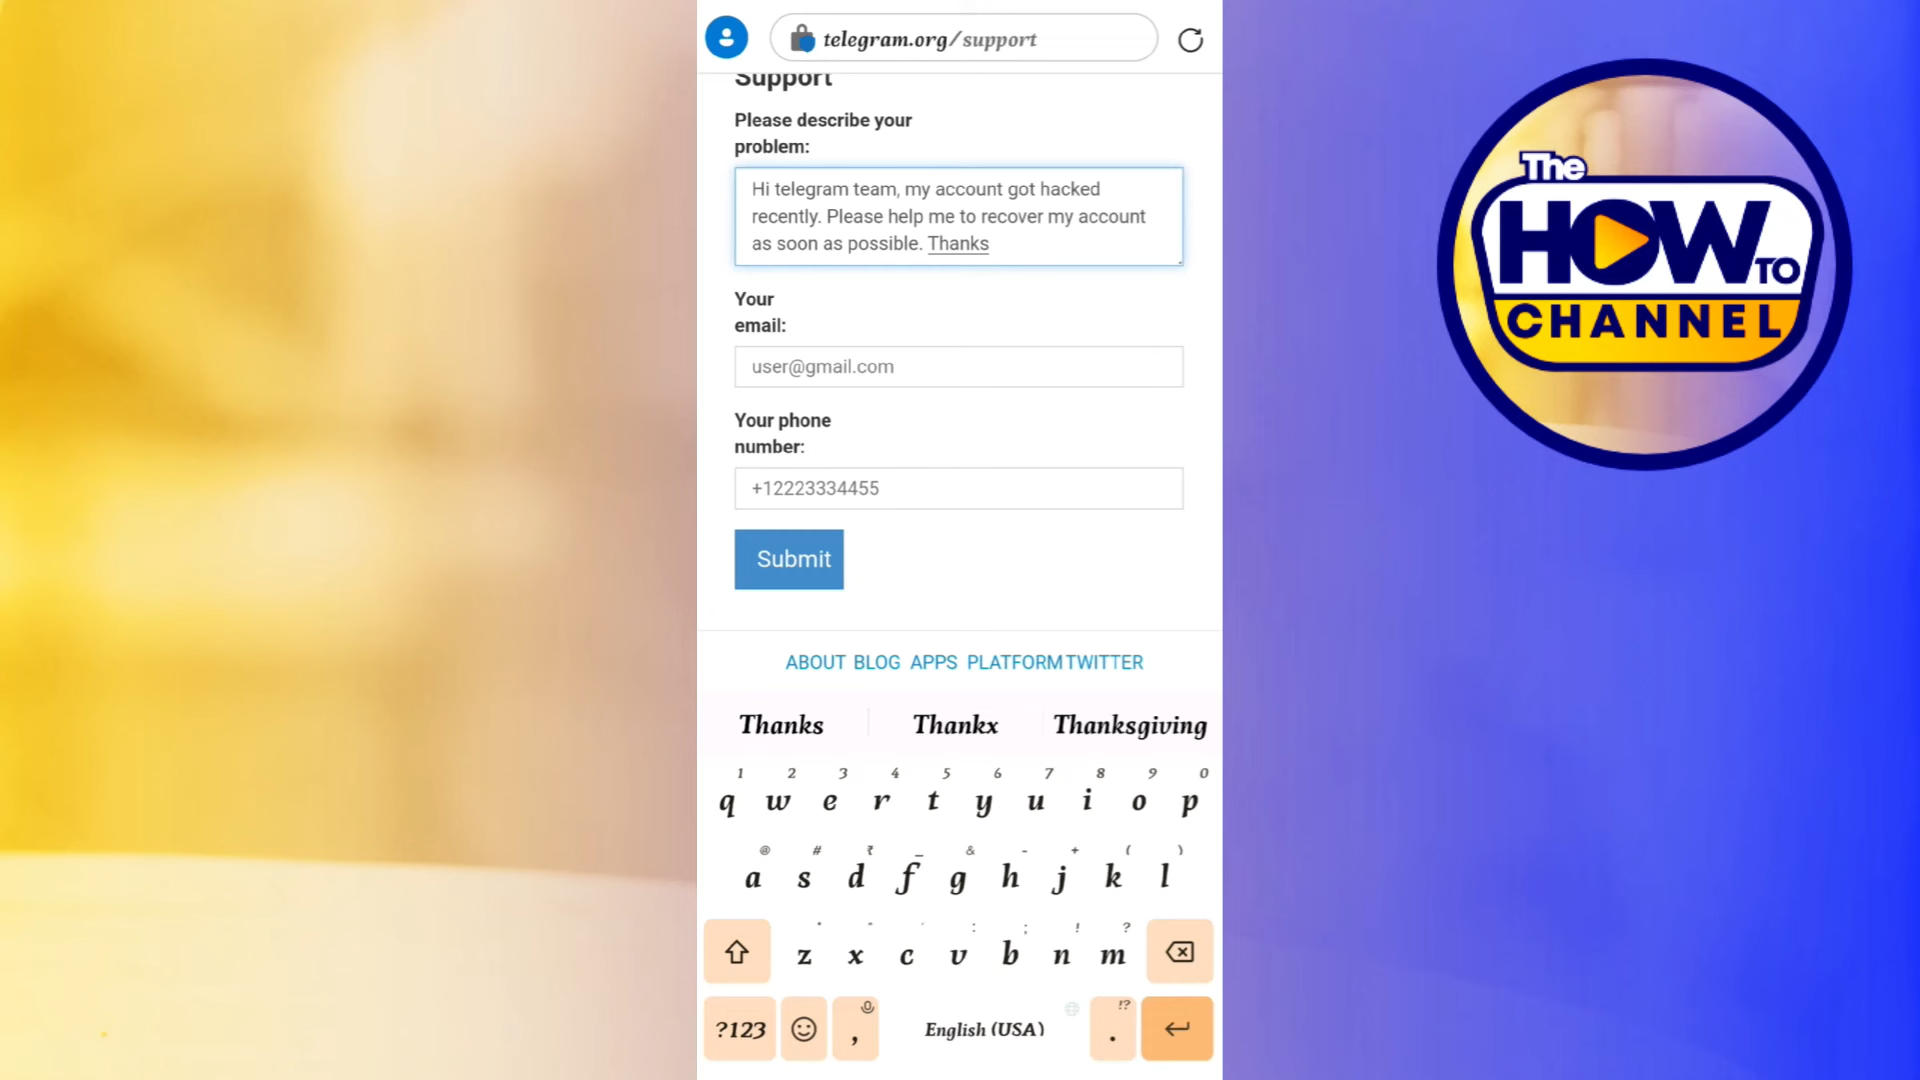 telegram.org/support
Support
Please describe your
problem:
Hi telegram team, my account got hacked
recently. Please help me to recover my account
as soon as possible. Thanks
Your
email:
user@gmail.com
Your phone
number:
+12223334455
Submit
ABOUT BLOG APPS PLATFORM TWITTER
Thanks Thankx Thanksgiving
1 2 3 4 5 6 7 8 9 0
q w e r t y u i o p
@ # ₹ _ & - + ( )
a s d f g h j k l
* " ' : ; ! ?
z x c v b n m
!?
?123 , English (USA) .
The
HOW TO
CHANNEL